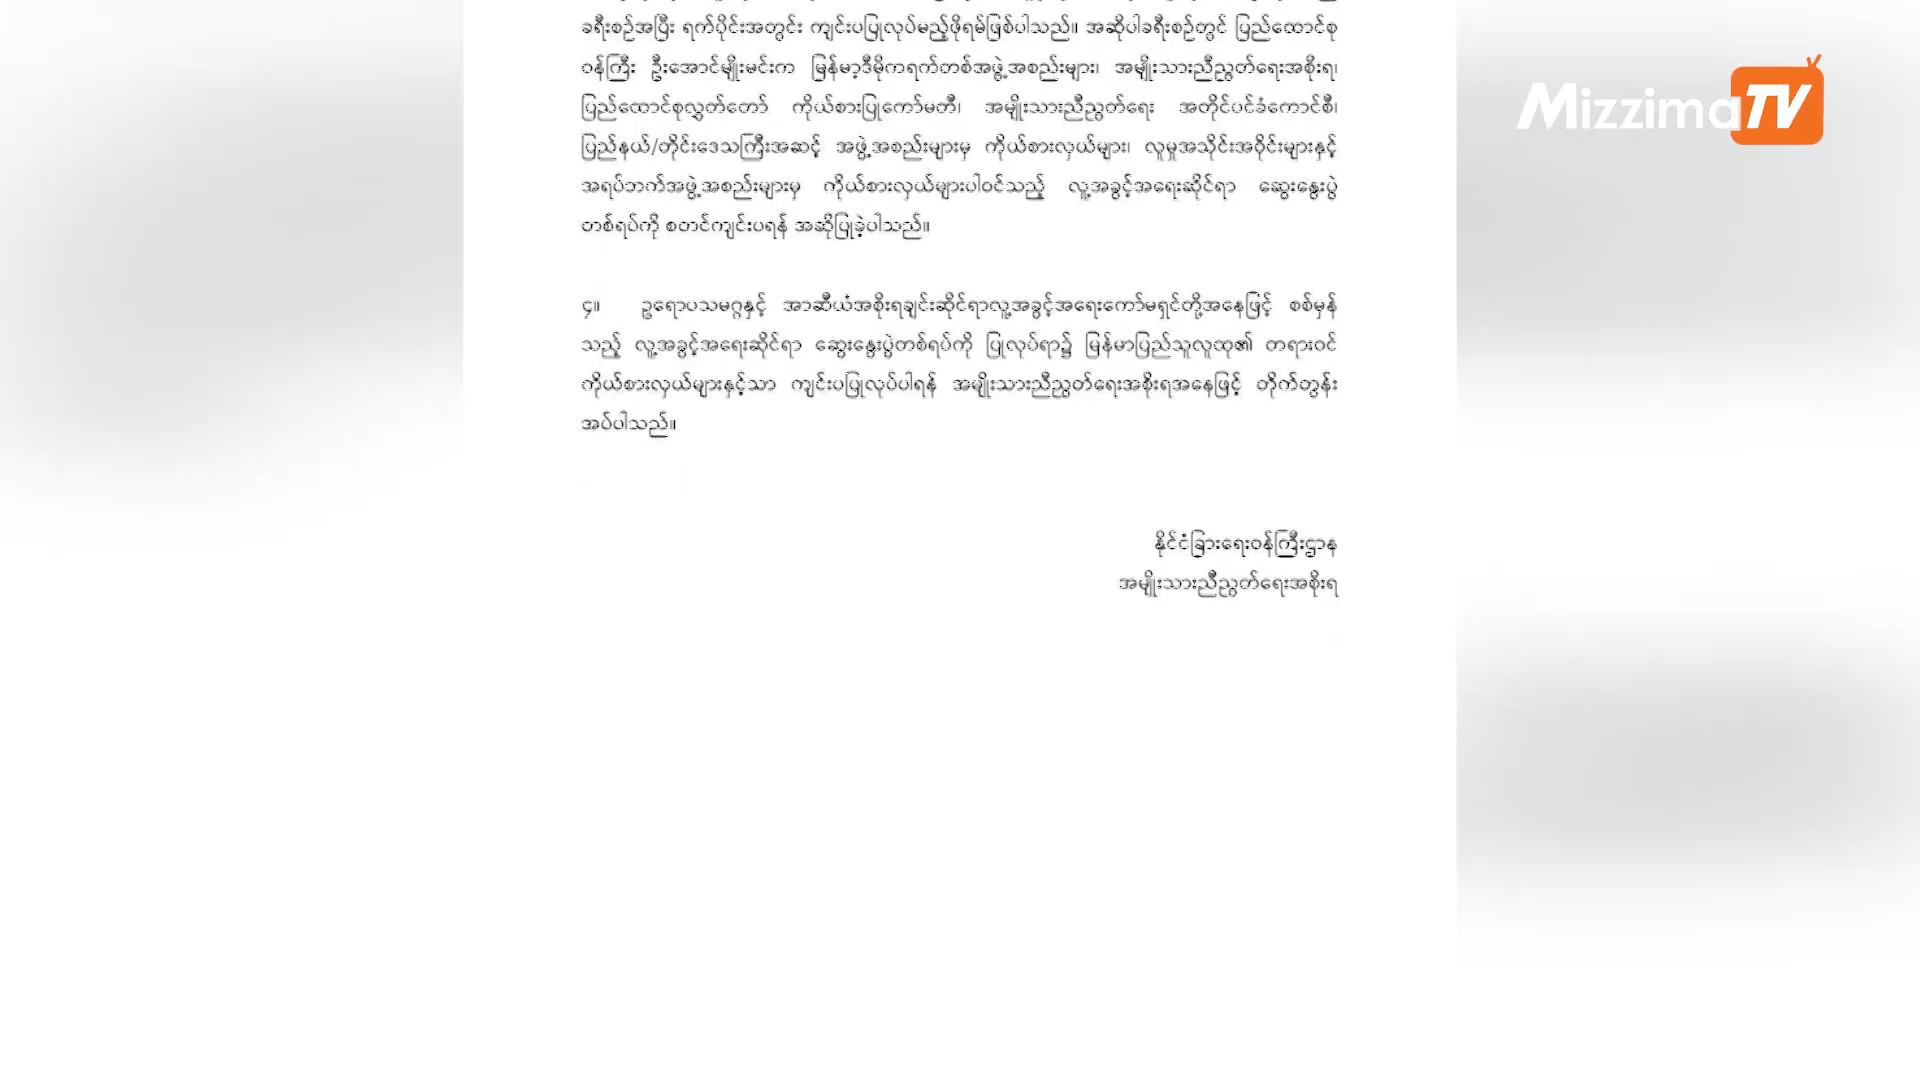 ခရီးစဉ်အပြီး ရက်ပိုင်းအတွင်း ကျင်းပပြုလုပ်မည့်ဖိုရမ်ဖြစ်ပါသည်။ အဆိုပါခရီးစဉ်တွင် ပြည်ထောင်စု
ဝန်ကြီး ဦးအောင်မျိုးမင်းက မြန်မာ့ဒီမိုကရက်တစ်အဖွဲ့အစည်းများ၊ အမျိုးသားညီညွတ်ရေးအစိုးရ၊
ပြည်ထောင်စုလွှတ်တော် ကိုယ်စားပြုကော်မတီ၊ အမျိုးသားညီညွတ်ရေး အတိုင်ပင်ခံကောင်စီ၊
ပြည်နယ်/တိုင်းဒေသကြီးအဆင့် အဖွဲ့အစည်းများမှ ကိုယ်စားလှယ်များ၊ လူမှုအသိုင်းအဝိုင်းများနှင့်
အရပ်ဘက်အဖွဲ့အစည်းများမှ ကိုယ်စားလှယ်များပါဝင်သည့် လူ့အခွင့်အရေးဆိုင်ရာ ဆွေးနွေးပွဲ
တစ်ရပ်ကို စတင်ကျင်းပရန် အဆိုပြုခဲ့ပါသည်။
၄။ ဥရောပသမဂ္ဂနှင့် အာဆီယံအစိုးရချင်းဆိုင်ရာလူ့အခွင့်အရေးကော်မရှင်တို့အနေဖြင့် စစ်မှန်
သည့် လူ့အခွင့်အရေးဆိုင်ရာ ဆွေးနွေးပွဲတစ်ရပ်ကို ပြုလုပ်ရာ၌ မြန်မာပြည်သူလူထု၏ တရားဝင်
ကိုယ်စားလှယ်များနှင့်သာ ကျင်းပပြုလုပ်ပါရန် အမျိုးသားညီညွတ်ရေးအစိုးရအနေဖြင့် တိုက်တွန်း
အပ်ပါသည်။
နိုင်ငံခြားရေးဝန်ကြီးဌာန
အမျိုးသားညီညွတ်ရေးအစိုးရ
Mizzima TV